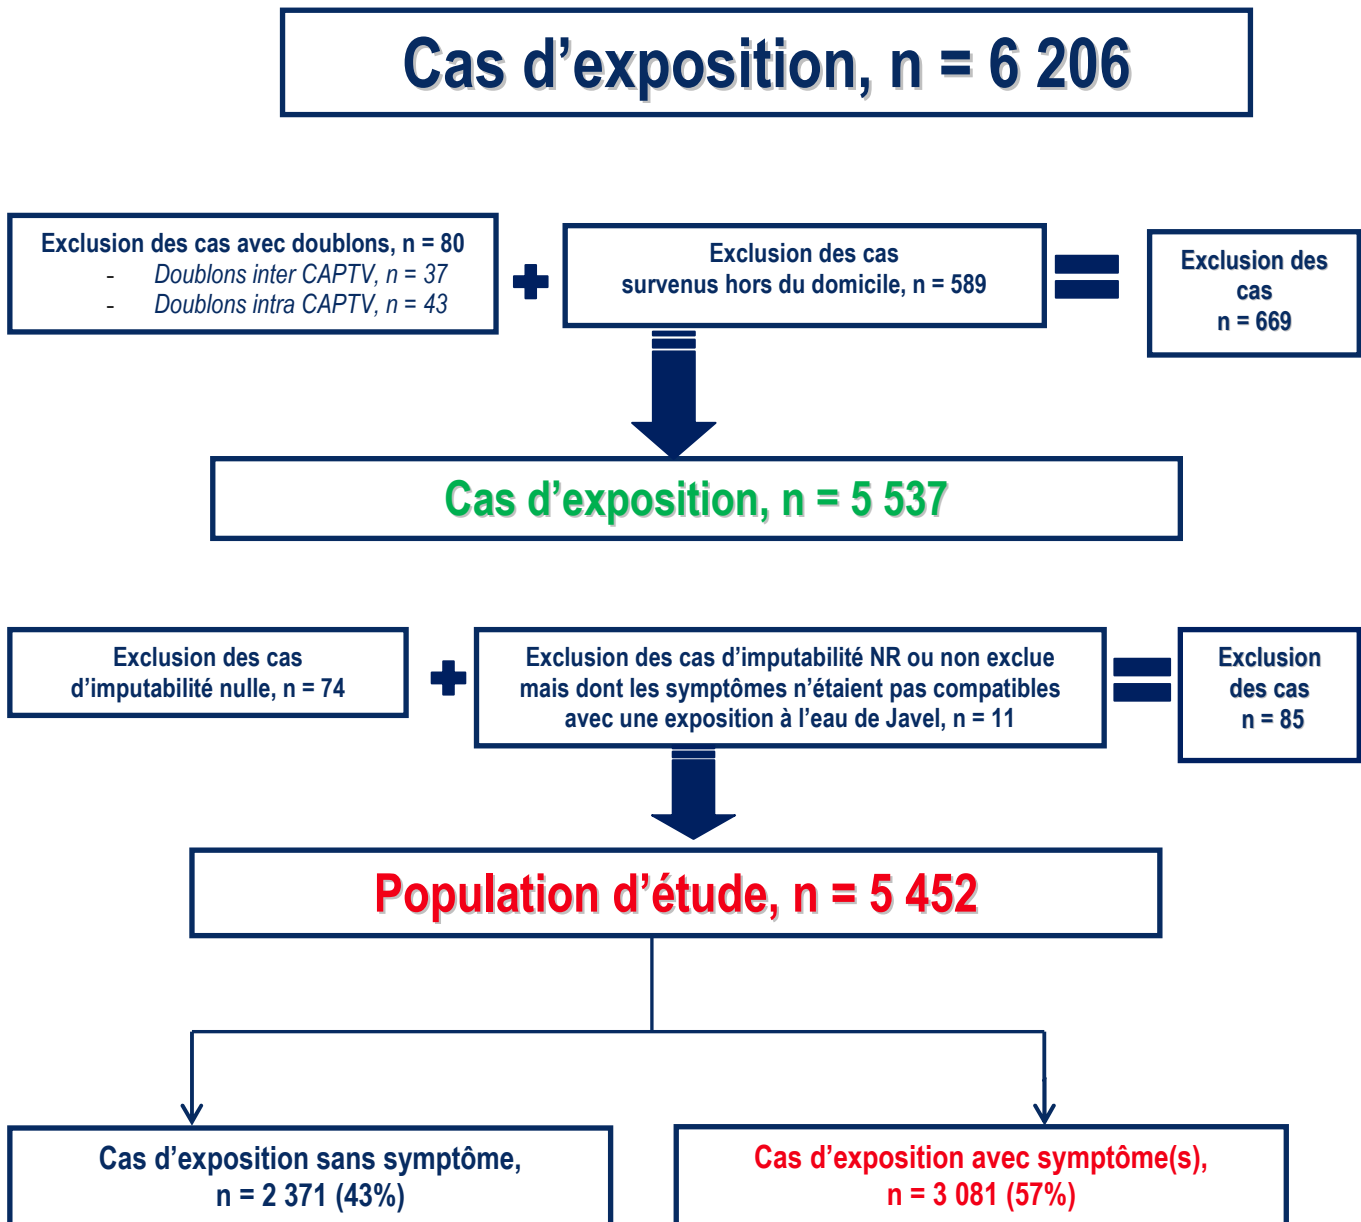 Cas d’exposition, n = 6 206
Exclusion des cas avec doublons, n = 80
- Doublons inter CAPTV, n = 37
- Doublons intra CAPTV, n = 43
Exclusion des cas
survenus hors du domicile, n = 589
Exclusion des
cas
n = 669
Cas d’exposition, n = 5 537
Exclusion des cas
d’imputabilité nulle, n = 74
Exclusion des cas d’imputabilité NR ou non exclue
mais dont les symptômes n’étaient pas compatibles
avec une exposition à l’eau de Javel, n = 11
Exclusion
des cas
n = 85
Population d’étude, n = 5 452
Cas d’exposition sans symptôme,
n = 2 371 (43%)
Cas d’exposition avec symptôme(s),
n = 3 081 (57%)